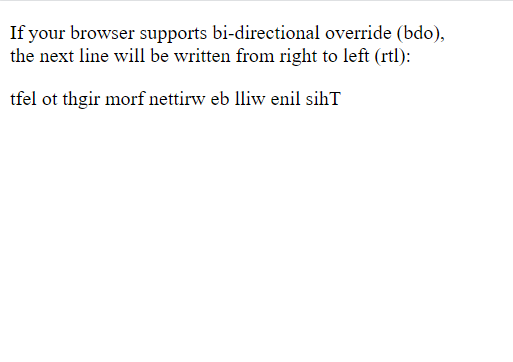 If your browser supports bi-directional override (bdo),
the next line will be written from right to left (rtl):
tfel ot thgir morf nettirw eb lliw enil sihT